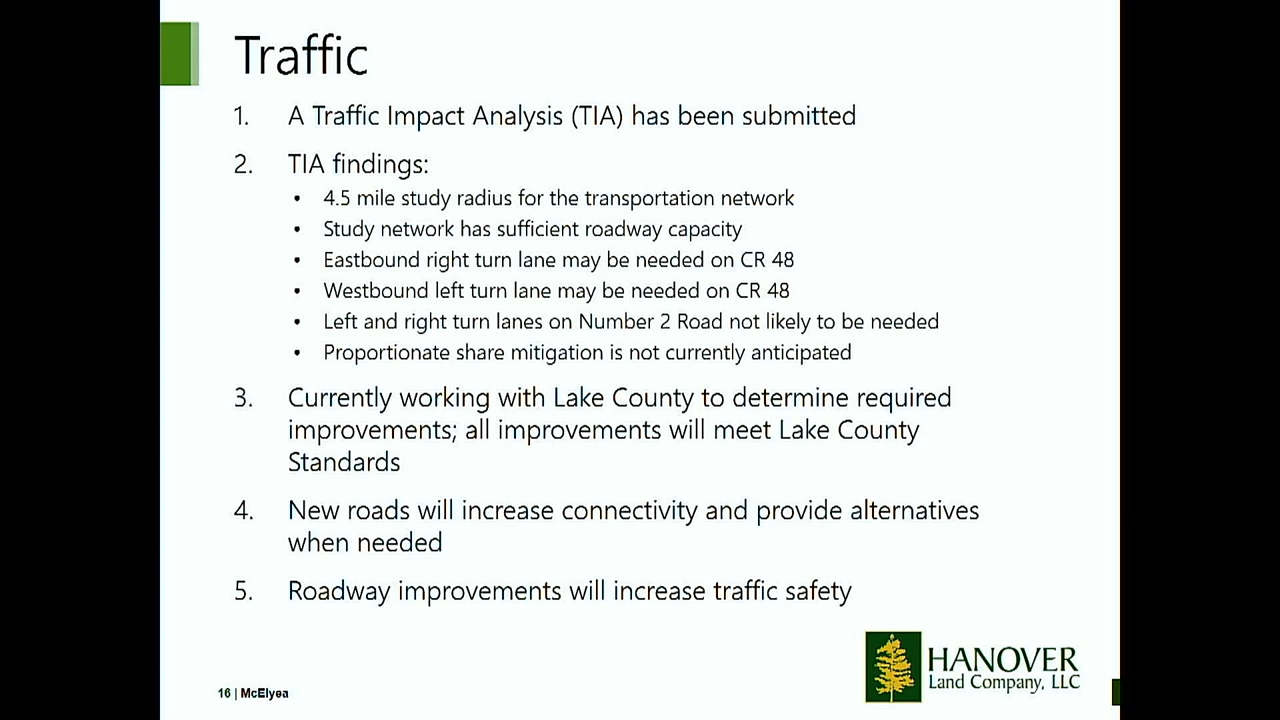 Traffic
1. A Traffic Impact Analysis (TIA) has been submitted
2. TIA findings:
• 4.5 mile study radius for the transportation network
• Study network has sufficient roadway capacity
• Eastbound right turn lane may be needed on CR 48
• Westbound left turn lane may be needed on CR 48
• Left and right turn lanes on Number 2 Road not likely to be needed
• Proportionate share mitigation is not currently anticipated
3. Currently working with Lake County to determine required
improvements; all improvements will meet Lake County
Standards
4. New roads will increase connectivity and provide alternatives
when needed
5. Roadway improvements will increase traffic safety
HANOVER
Land Company, LLC
16 | McElyea